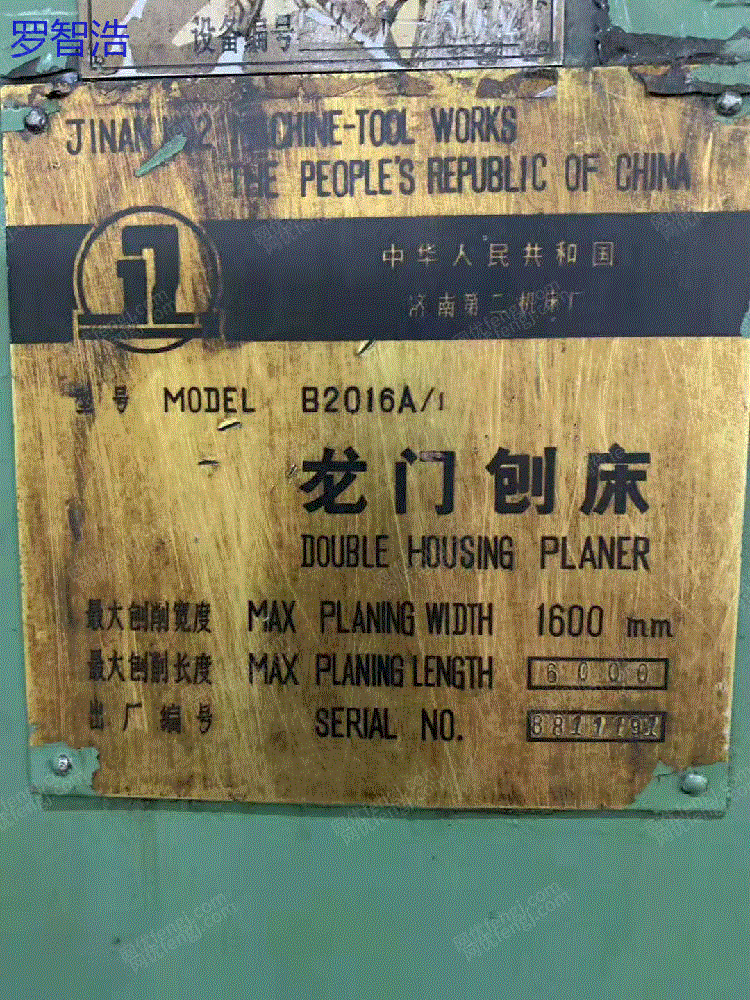 罗智浩
设备编号
JINAN NO.2 MACHINE-TOOL WORKS
THE PEOPLE'S REPUBLIC OF CHINA
中华人民共和国
济南第二机床厂
型号 MODEL B2016A/1
龙门刨床
DOUBLE HOUSING PLANER
最大刨削宽度 MAX PLANING WIDTH 1600 mm
最大刨削长度 MAX PLANING LENGTH 6000
出厂编号 SERIAL NO.